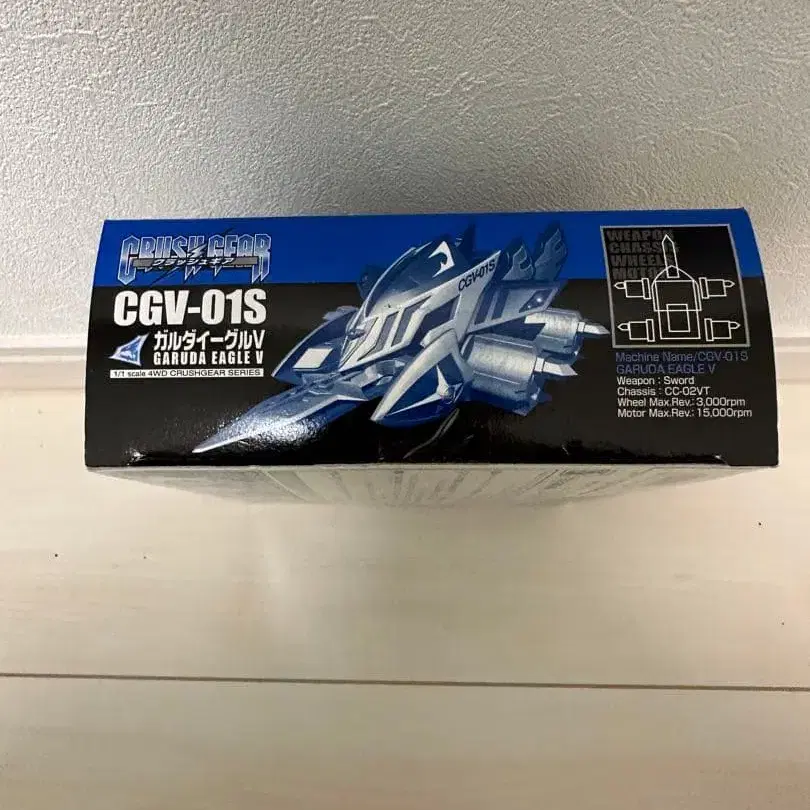 CRUSH GEAR
クラッシュギア
CGV-01S
ガルダイーグルV
GARUDA EAGLE V
1/1 scale 4WD CRUSHGEAR SERIES
CGV-01S
WEAPON
CHASSIS
WHEELS
MOTOR
Machine Name/CGV-01S
GARUDA EAGLE V
Weapon : Sword
Chassis : CC-02VT
Wheel Max.Rev.: 3,000rpm
Motor Max.Rev.: 15,000rpm